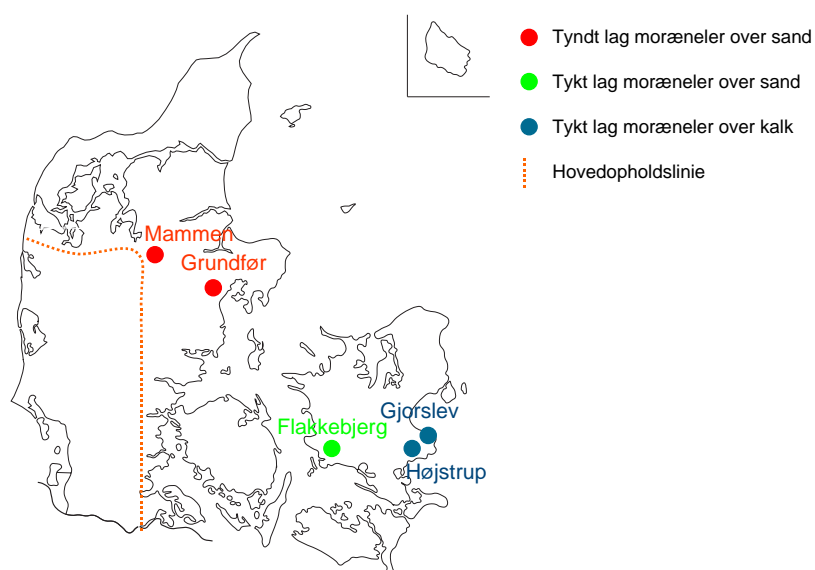 Tyndt lag moræneler over sand
Tykt lag moræneler over sand
Tykt lag moræneler over kalk
Hovedopholdslinie
Mammen
Grundfør
Gjorslev
Flakkebjerg
Højstrup